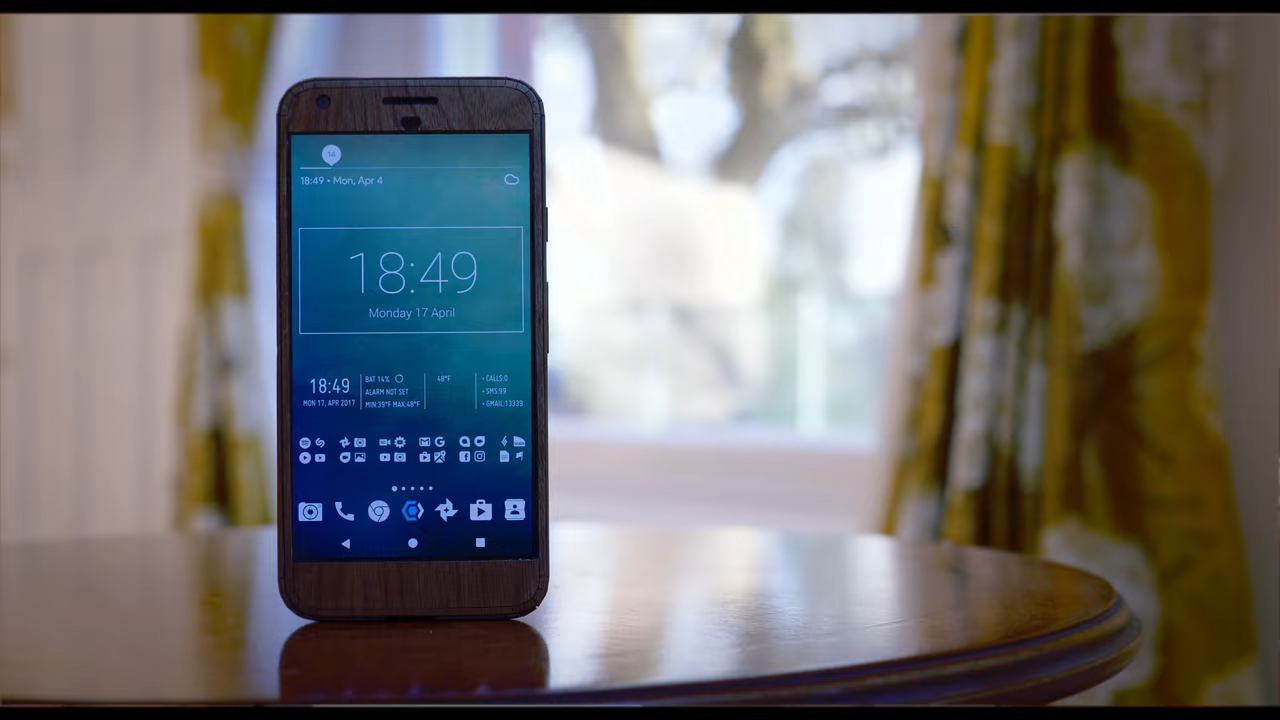 14
18:49 • Mon, Apr 4
18:49
Monday 17 April
18:49
MON 17, APR 2017
BAT 14%
ALARM NOT SET
MIN:39°F MAX:48°F
48°F
• CALLS:0
• SMS:99
• GMAIL:13339